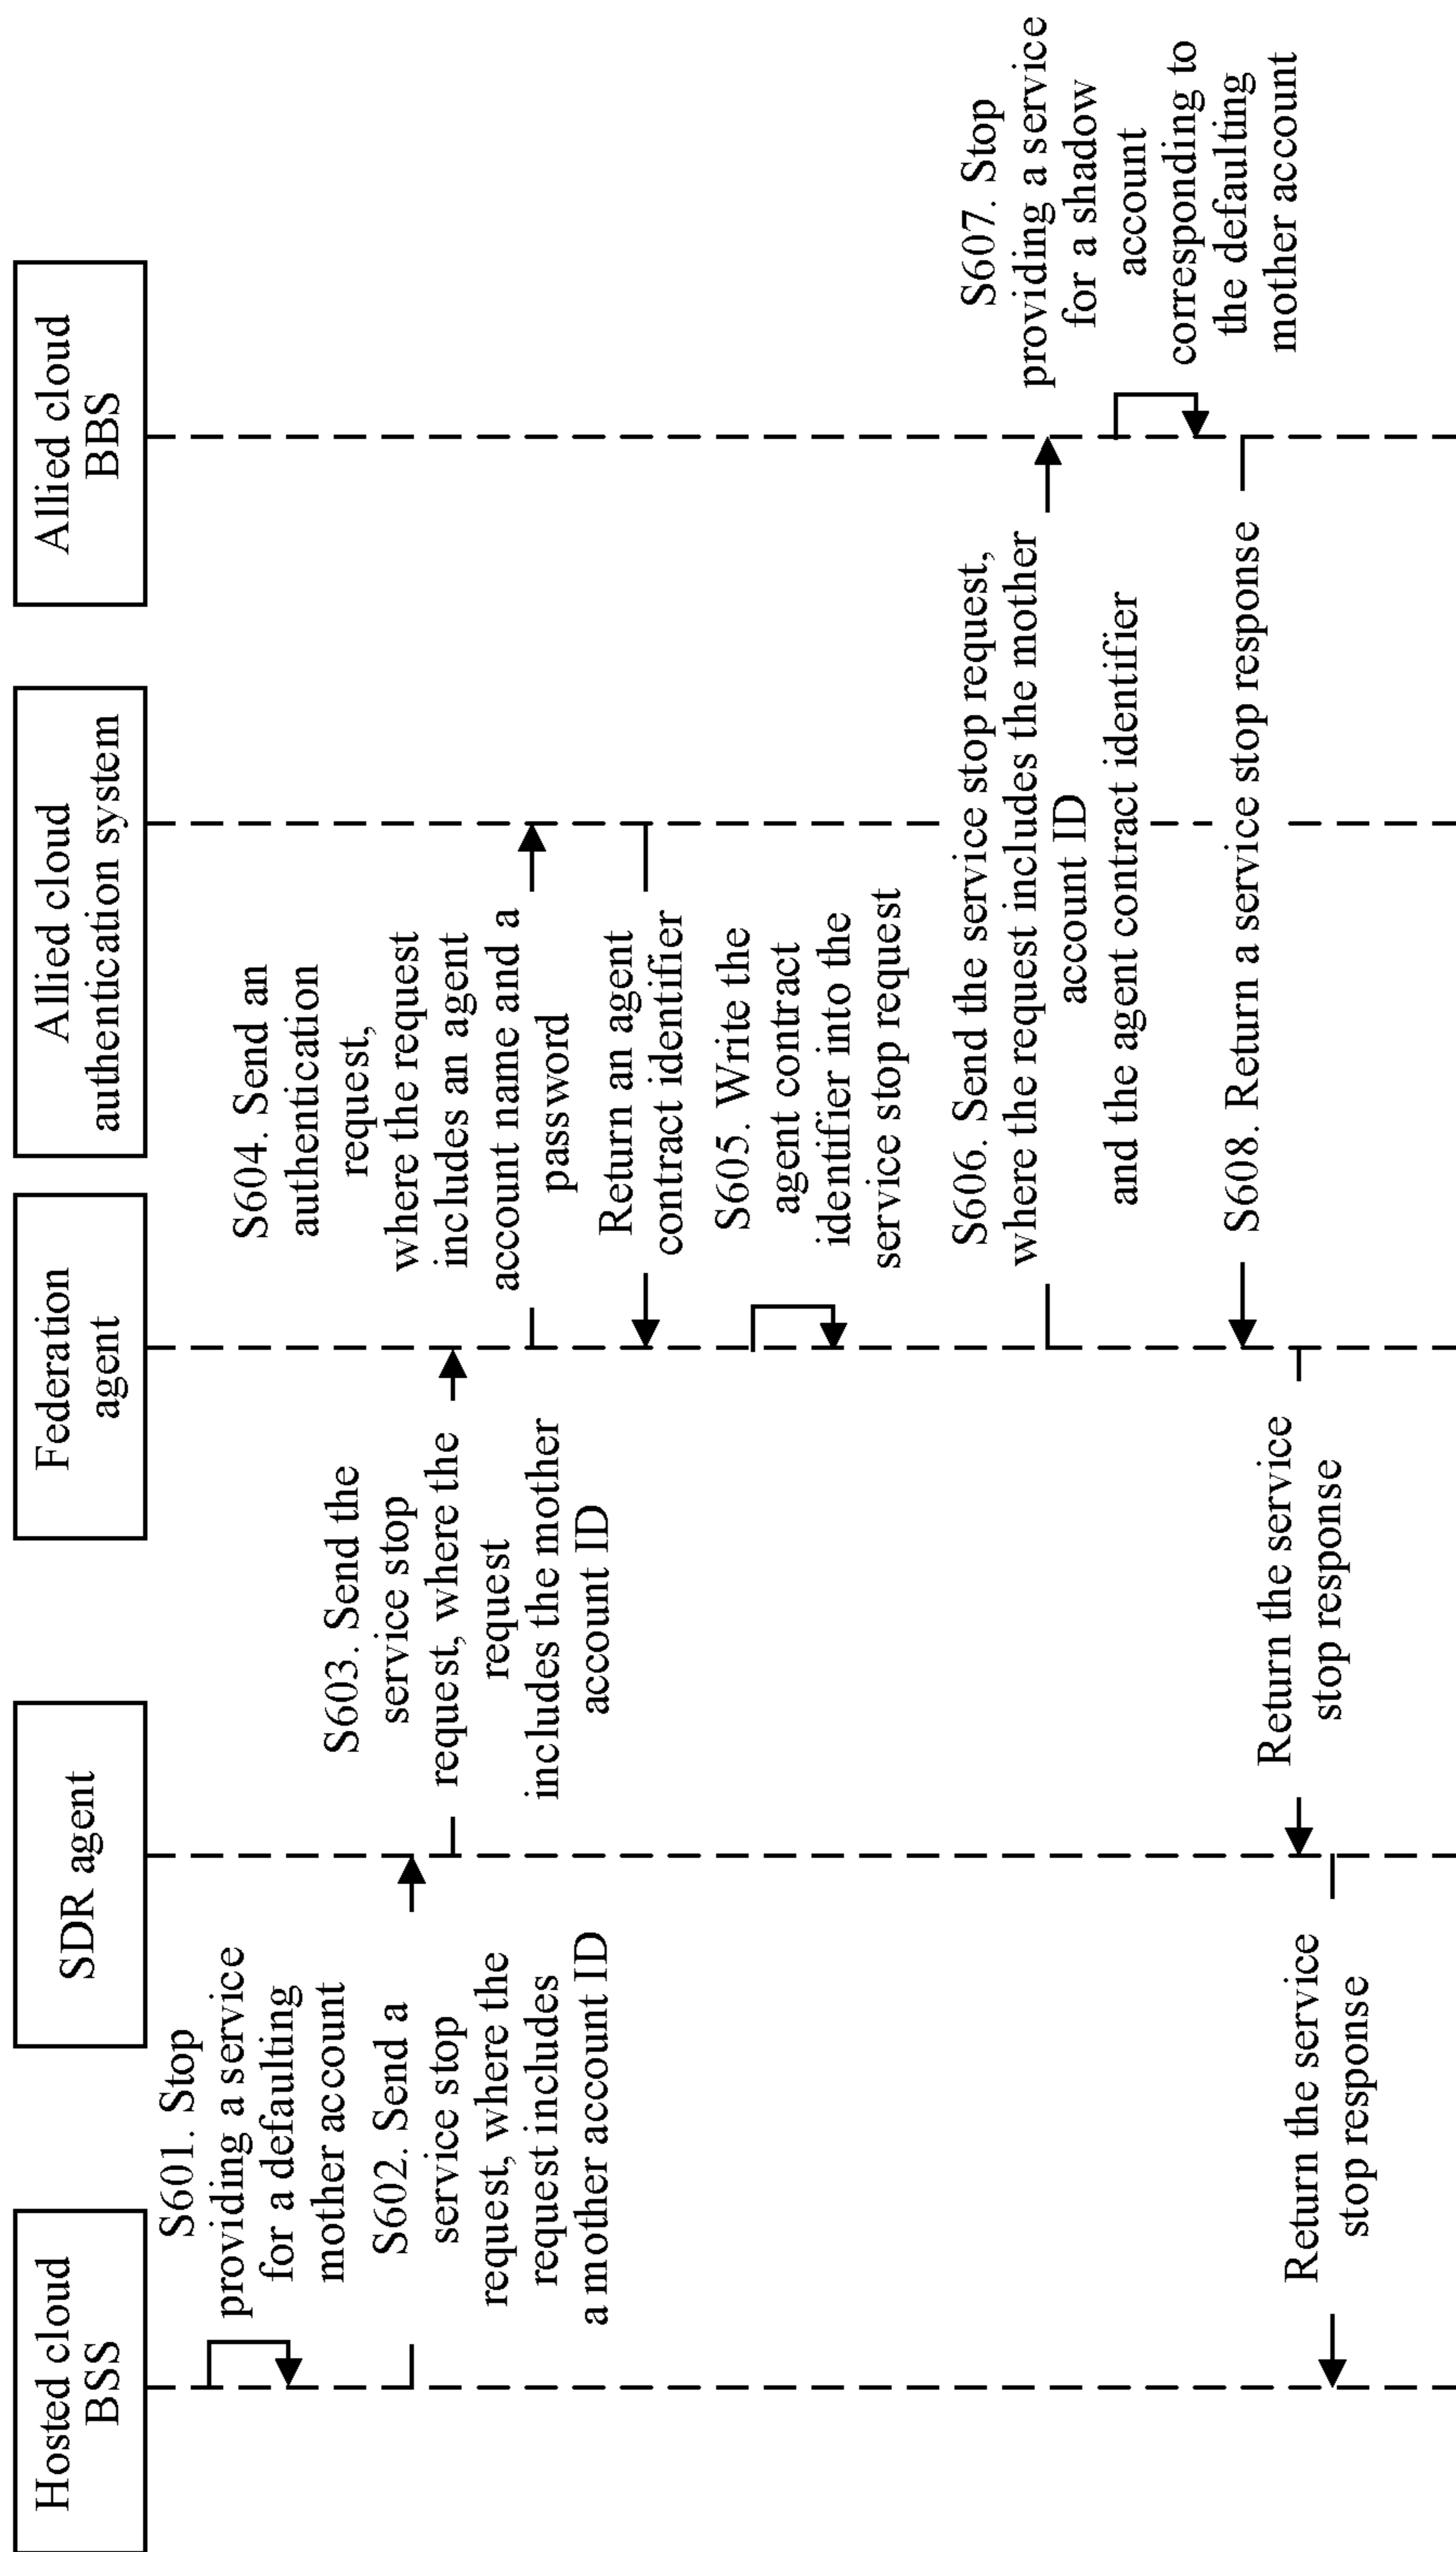 Hosted cloud
BSS
SDR agent
Federation
agent
Allied cloud
authentication system
Allied cloud
BBS
S601. Stop
providing a service
for a defaulting
mother account
S602. Send a
service stop
request, where the
request includes
a mother account ID
S603. Send the
service stop
request, where the
request
includes the mother
account ID
S604. Send an
authentication
request,
where the request
includes an agent
account name and a
password
Return an agent
contract identifier
S605. Write the
agent contract
identifier into the
service stop request
S606. Send the service stop request,
where the request includes the mother
account ID
and the agent contract identifier
S607. Stop
providing a service
for a shadow
account
corresponding to
the defaulting
mother account
S608. Return a service stop response
Return the service
stop response
Return the service
stop response